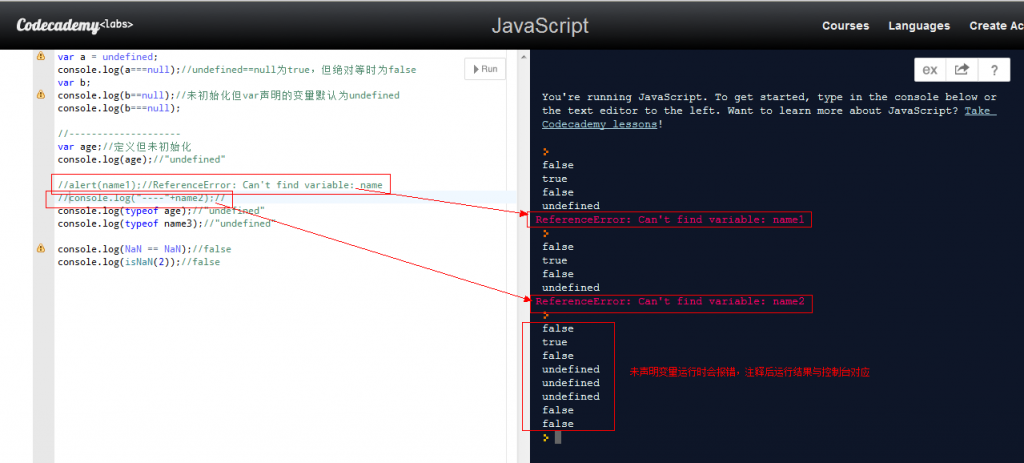 Codecademy<labs>
JavaScript
Courses Languages Create Ac
var a = undefined;
console.log(a===null);//undefined==null为true，但绝对等时为false
var b;
console.log(b==null);//未初始化但var声明的变量默认为undefined
console.log(b===null);
//--------------------
var age;//定义但未初始化
console.log(age);//"undefined"
//alert(name1);//ReferenceError: Can't find variable: name
//console.log("----"+name2);//
console.log(typeof age);//"undefined"
console.log(typeof name3);//"undefined"
console.log(NaN == NaN);//false
console.log(isNaN(2));//false
Run
ex ?
You're running JavaScript. To get started, type in the console below or
the text editor to the left. Want to learn more about JavaScript? Take
Codecademy lessons!
>
false
true
false
undefined
ReferenceError: Can't find variable: name1
>
false
true
false
undefined
ReferenceError: Can't find variable: name2
>
false
true
false
undefined
undefined
undefined
false
false
>
未声明变量运行时会报错，注释后运行结果与控制台对应